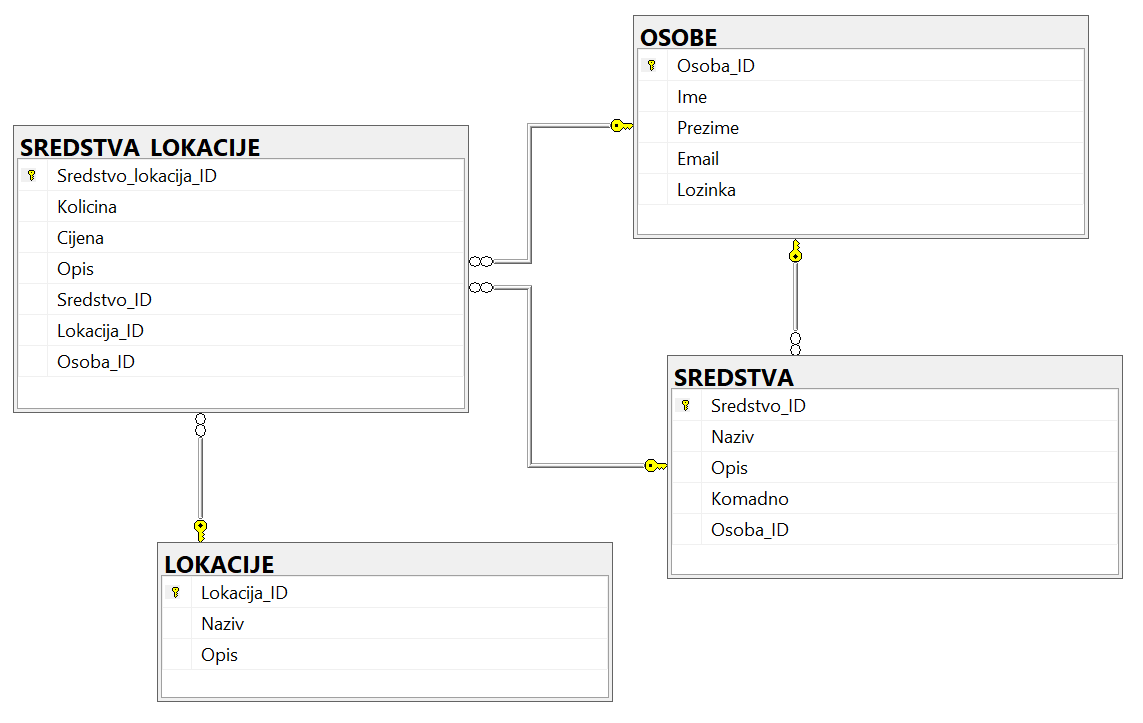 OSOBE
Osoba_ID
Ime
Prezime
Email
Lozinka
SREDSTVA_LOKACIJE
Sredstvo_lokacija_ID
Kolicina
Cijena
Opis
Sredstvo_ID
Lokacija_ID
Osoba_ID
SREDSTVA
Sredstvo_ID
Naziv
Opis
Komadno
Osoba_ID
LOKACIJE
Lokacija_ID
Naziv
Opis